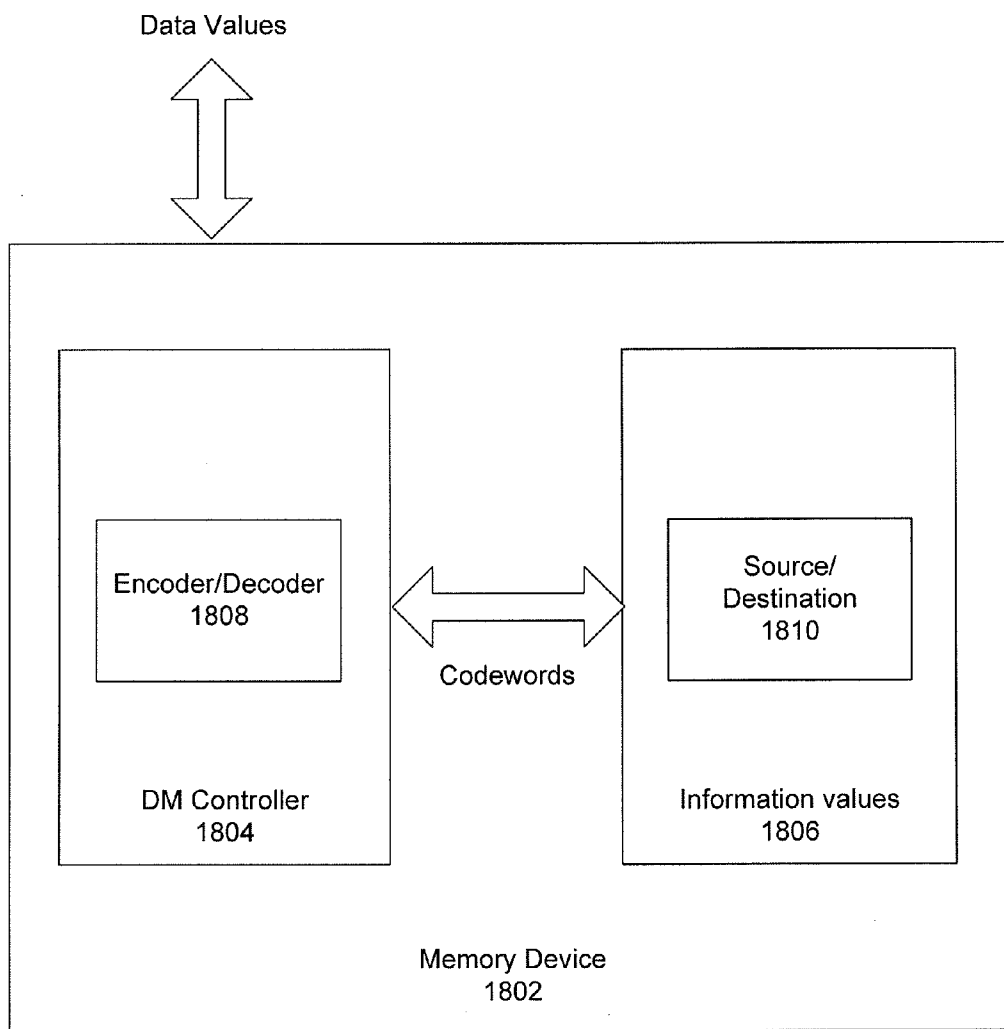 Data Values
Encoder/Decoder
1808
Source/
Destination
1810
Codewords
DM Controller
1804
Information values
1806
Memory Device
1802